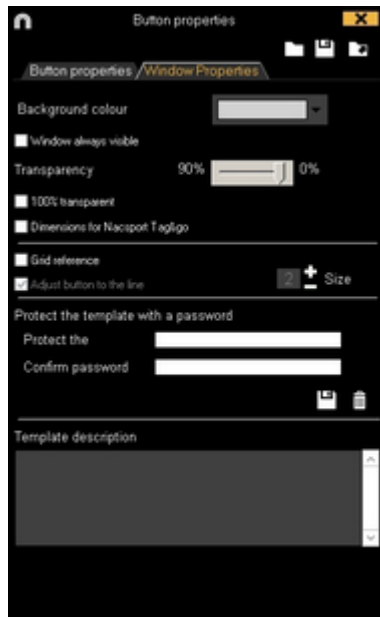 Button properties
Button properties Window Properties
Background colour
Window always visible
Transparency 90% 0%
100% transparent
Dimensions for Nacsport Tag&go
Grid reference
Adjust button to the line 2 Size
Protect the template with a password
Protect the
Confirm password
Template description